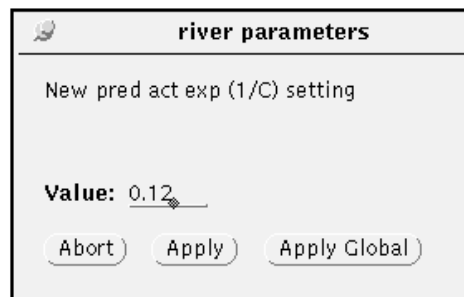 river parameters
New pred act exp (1/C) setting
Value: 0.12
Abort Apply Apply Global